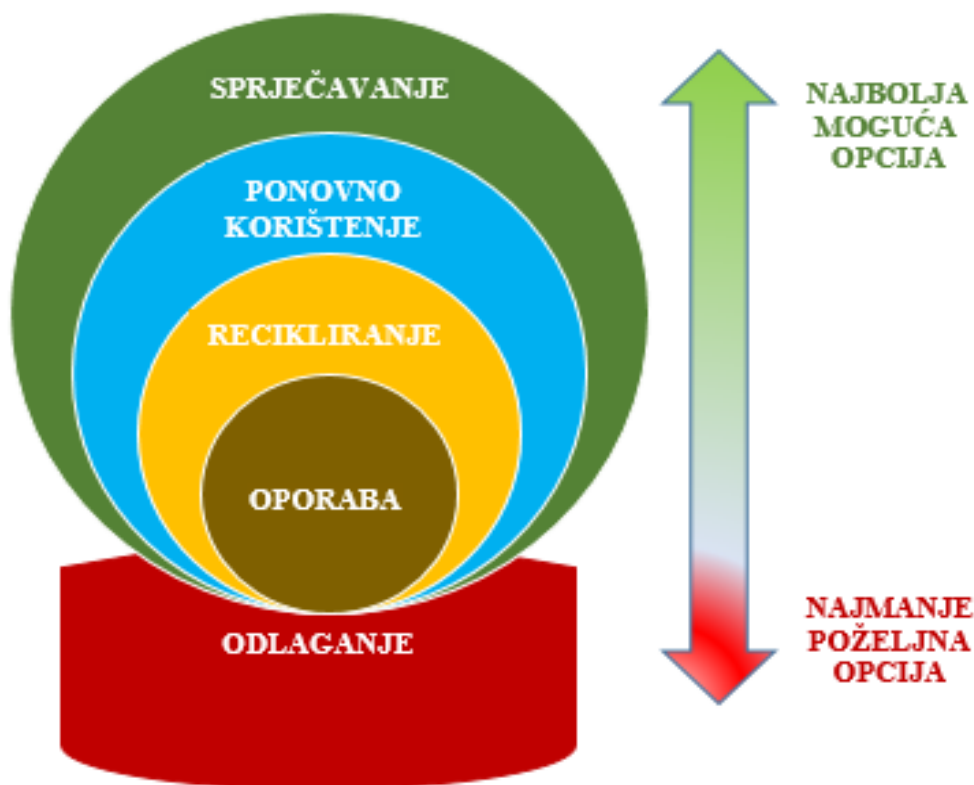 SPRJEČAVANJE
PONOVNO
KORIŠTENJE
RECIKLIRANJE
OPORABA
ODLAGANJE
NAJBOLJA
MOGUĆA
OPCIJA
NAJMANJE
POŽELJNA
OPCIJA